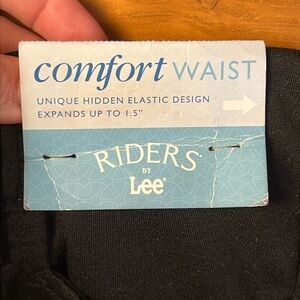 comfort WAIST
UNIQUE HIDDEN ELASTIC DESIGN
EXPANDS UP TO 1.5"
RIDERS®
BY
Lee®